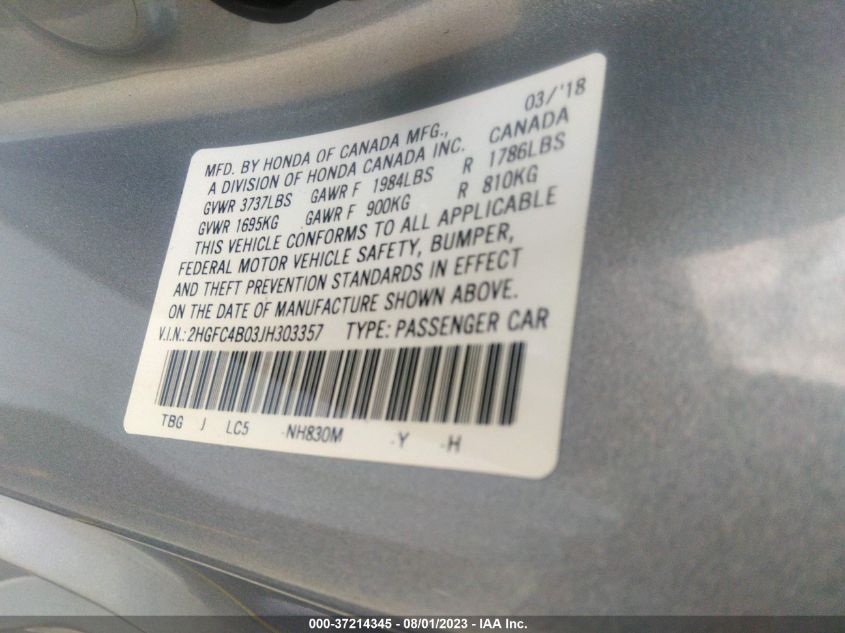 03/'18
MFD. BY HONDA OF CANADA MFG.,
A DIVISION OF HONDA CANADA INC. CANADA
GVWR 3737LBS GAWR F 1984LBS R 1786LBS
GVWR 1695KG GAWR F 900KG R 810KG
THIS VEHICLE CONFORMS TO ALL APPLICABLE
FEDERAL MOTOR VEHICLE SAFETY, BUMPER,
AND THEFT PREVENTION STANDARDS IN EFFECT
ON THE DATE OF MANUFACTURE SHOWN ABOVE.
V.I.N.: 2HGFC4B03JH303357 TYPE: PASSENGER CAR
TBG J LC5 -NH830M -Y -H
000-37214345 - 08/01/2023 - IAA Inc.